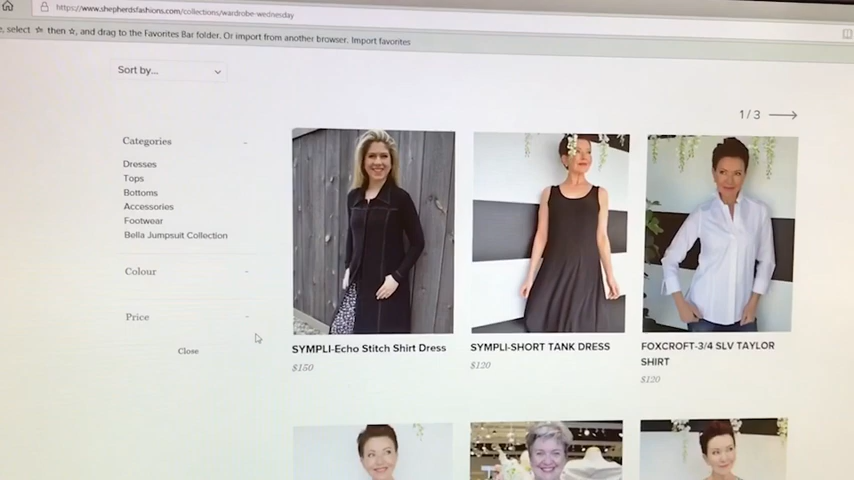 https://www.shepherdsfashions.com/collections/wardrobe-wednesday
, select ☆ then ☆, and drag to the Favorites Bar folder. Or import from another browser. Import favorites
Sort by...
1 / 3
Categories -
Dresses
Tops
Bottoms
Accessories
Footwear
Bella Jumpsuit Collection
Colour -
Price -
Close
SYMPLI-Echo Stitch Shirt Dress
$150
SYMPLI-SHORT TANK DRESS
$120
FOXCROFT-3/4 SLV TAYLOR
SHIRT
$120